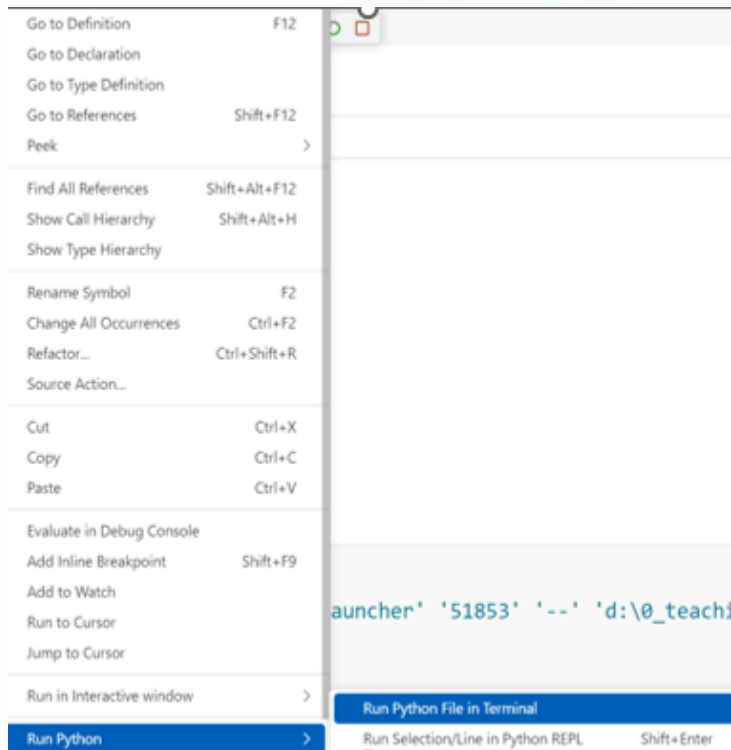 Go to Definition F12
Go to Declaration
Go to Type Definition
Go to References Shift+F12
Peek
Find All References Shift+Alt+F12
Show Call Hierarchy Shift+Alt+H
Show Type Hierarchy
Rename Symbol F2
Change All Occurrences Ctrl+F2
Refactor... Ctrl+Shift+R
Source Action...
Cut Ctrl+X
Copy Ctrl+C
Paste Ctrl+V
Evaluate in Debug Console
Add Inline Breakpoint Shift+F9
Add to Watch
Run to Cursor
Jump to Cursor
auncher' '51853' '--' 'd:\0_teachi
Run in Interactive window
Run Python
Run Python File in Terminal
Run Selection/Line in Python REPL Shift+Enter